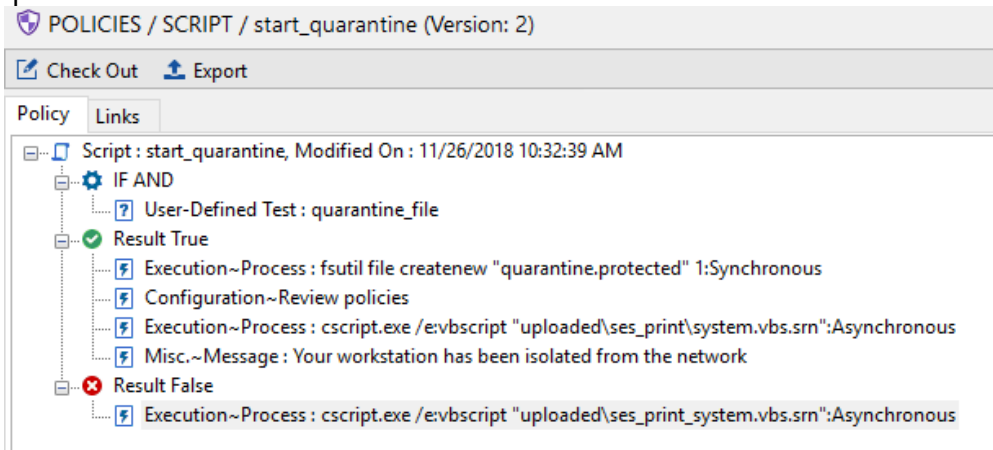 POLICIES / SCRIPT / start_quarantine (Version: 2)
Check Out Export
Policy Links
Script : start_quarantine, Modified On : 11/26/2018 10:32:39 AM
IF AND
User-Defined Test : quarantine_file
Result True
Execution~Process : fsutil file createnew "quarantine.protected" 1:Synchronous
Configuration~Review policies
Execution~Process : cscript.exe /e:vbscript "uploaded\ses_print\system.vbs.srn":Asynchronous
Misc.~Message : Your workstation has been isolated from the network
Result False
Execution~Process : cscript.exe /e:vbscript "uploaded\ses_print_system.vbs.srn":Asynchronous